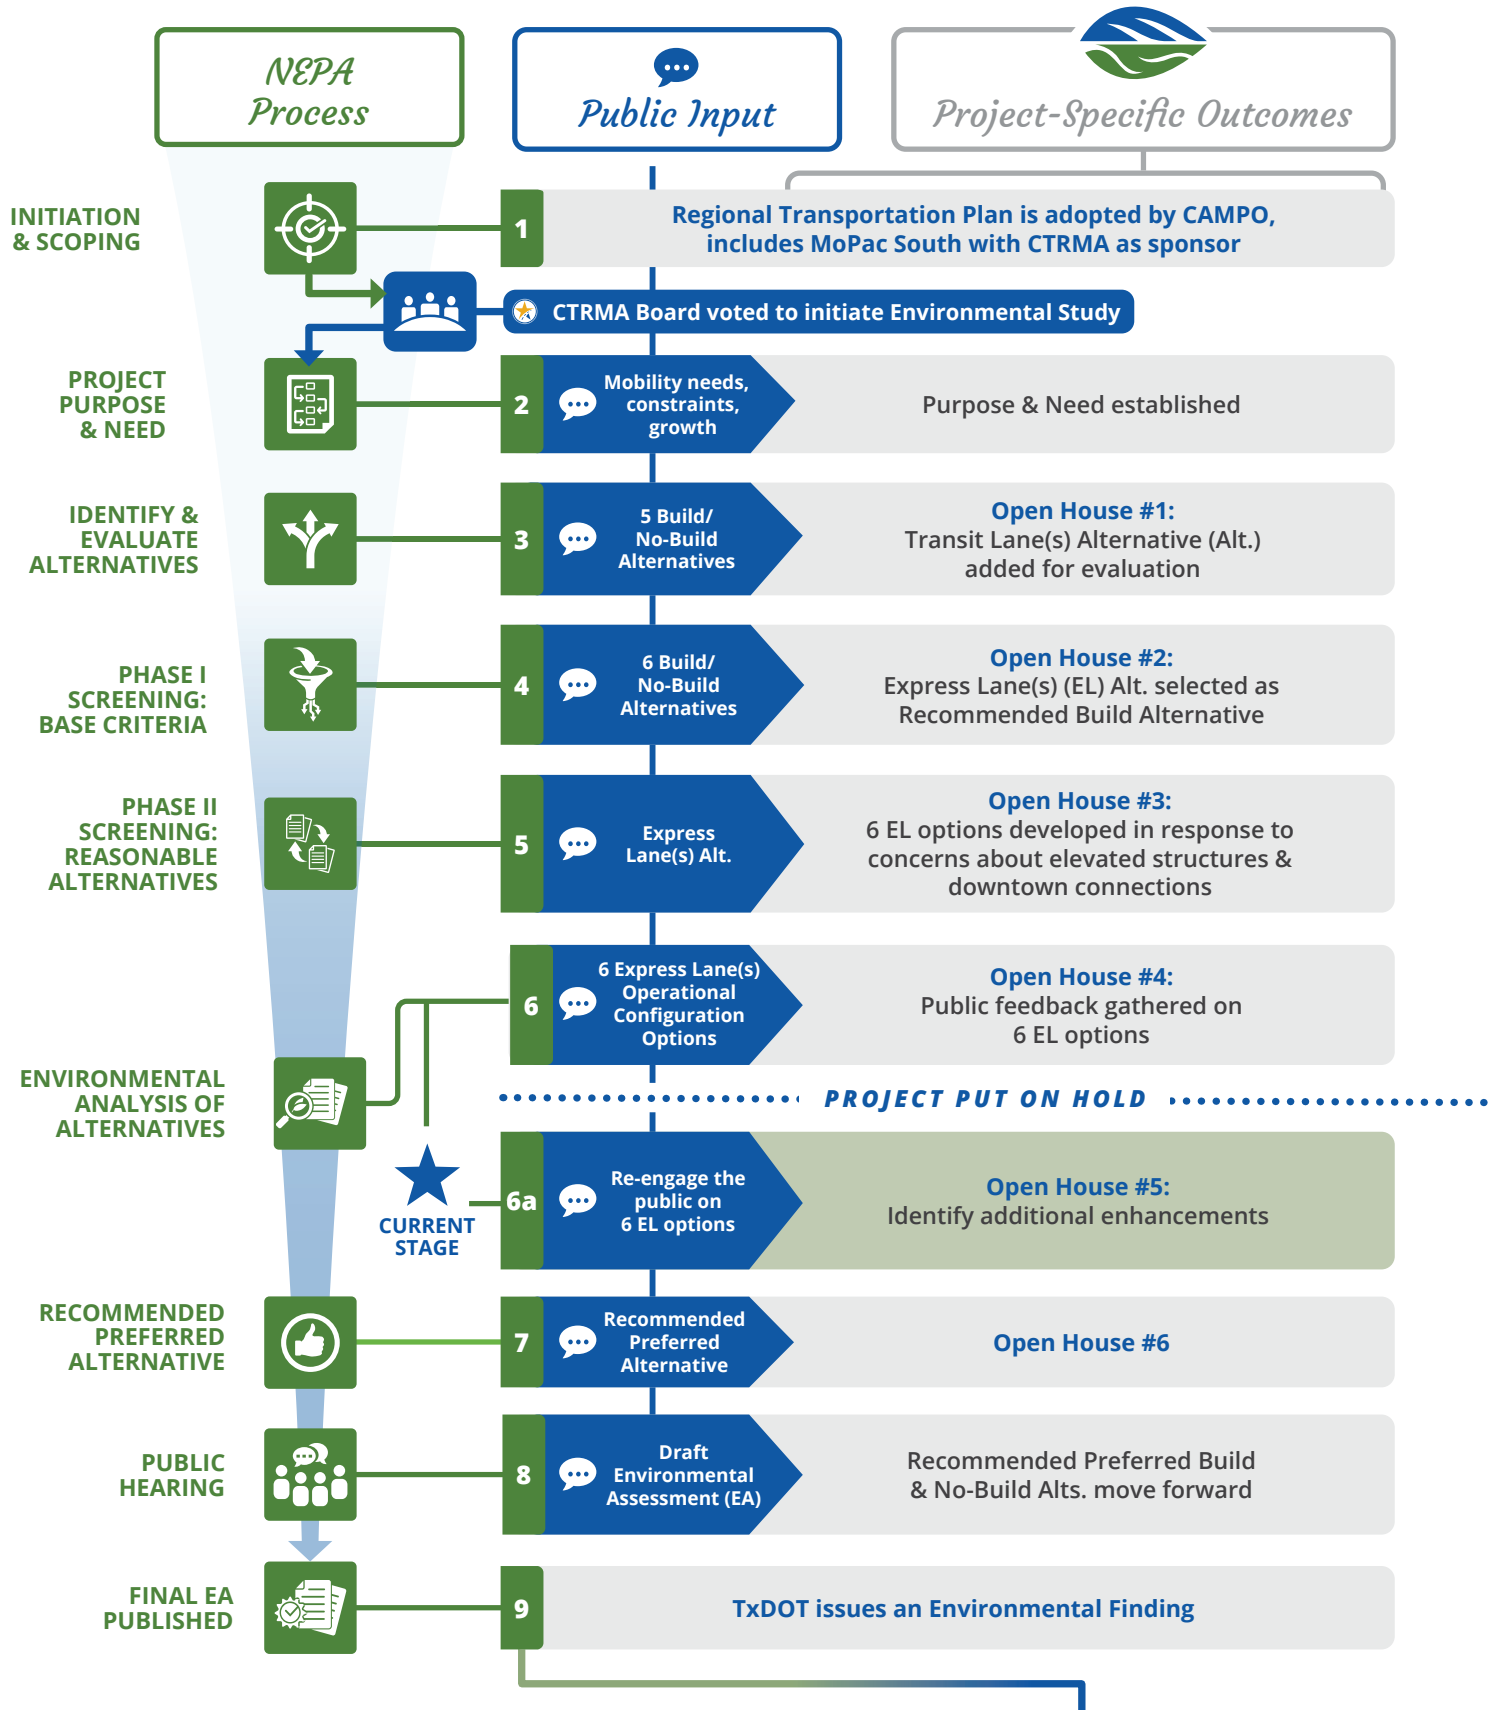 NEPA
Process
Public Input
Project-Specific Outcomes
INITIATION
& SCOPING
1
Regional Transportation Plan is adopted by CAMPO,
includes MoPac South with CTRMA as sponsor
CTRMA Board voted to initiate Environmental Study
PROJECT
PURPOSE
& NEED
2
Mobility needs,
constraints,
growth
Purpose & Need established
IDENTIFY &
EVALUATE
ALTERNATIVES
3
5 Build/
No-Build
Alternatives
Open House #1:
Transit Lane(s) Alternative (Alt.)
added for evaluation
PHASE I
SCREENING:
BASE CRITERIA
4
6 Build/
No-Build
Alternatives
Open House #2:
Express Lane(s) (EL) Alt. selected as
Recommended Build Alternative
PHASE II
SCREENING:
REASONABLE
ALTERNATIVES
5
Express
Lane(s) Alt.
Open House #3:
6 EL options developed in response to
concerns about elevated structures &
downtown connections
ENVIRONMENTAL
ANALYSIS OF
ALTERNATIVES
6
6 Express Lane(s)
Operational
Configuration
Options
Open House #4:
Public feedback gathered on
6 EL options
PROJECT PUT ON HOLD
CURRENT
STAGE
6a
Re-engage the
public on
6 EL options
Open House #5:
Identify additional enhancements
RECOMMENDED
PREFERRED
ALTERNATIVE
7
Recommended
Preferred
Alternative
Open House #6
PUBLIC
HEARING
8
Draft
Environmental
Assessment (EA)
Recommended Preferred Build
& No-Build Alts. move forward
FINAL EA
PUBLISHED
9
TxDOT issues an Environmental Finding